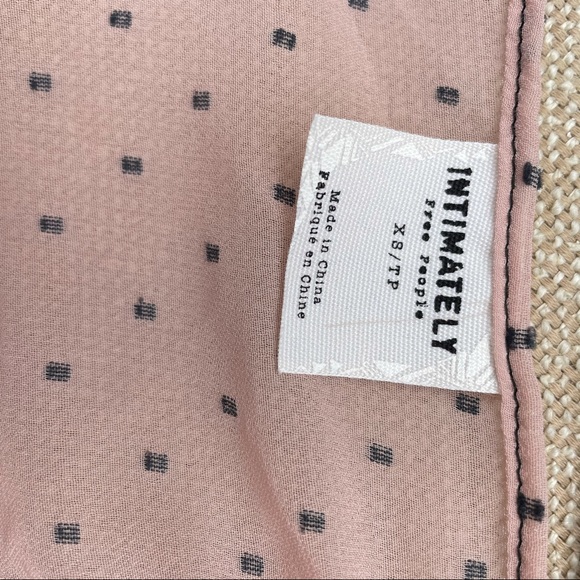 INTIMATELY
Free People
XS/TP
Made in China
Fabriqué en Chine